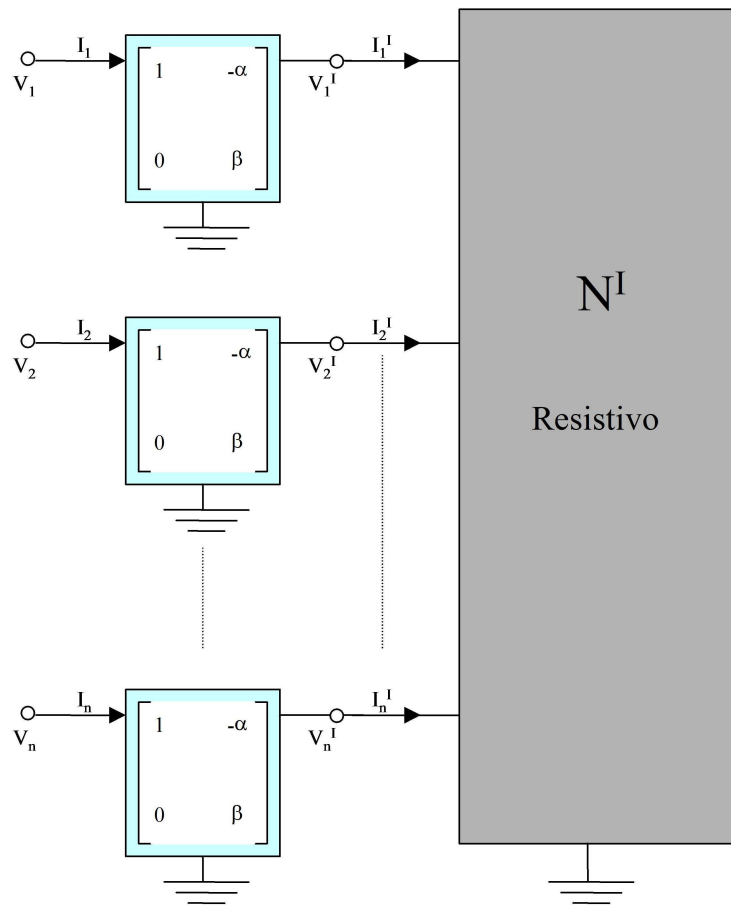 I₁ I₁ᴵ
1 -α
V₁ V₁ᴵ
0 β
Nᴵ
I₂ I₂ᴵ
1 -α
V₂ V₂ᴵ
Resistivo
0 β
Iₙ Iₙᴵ
1 -α
Vₙ Vₙᴵ
0 β